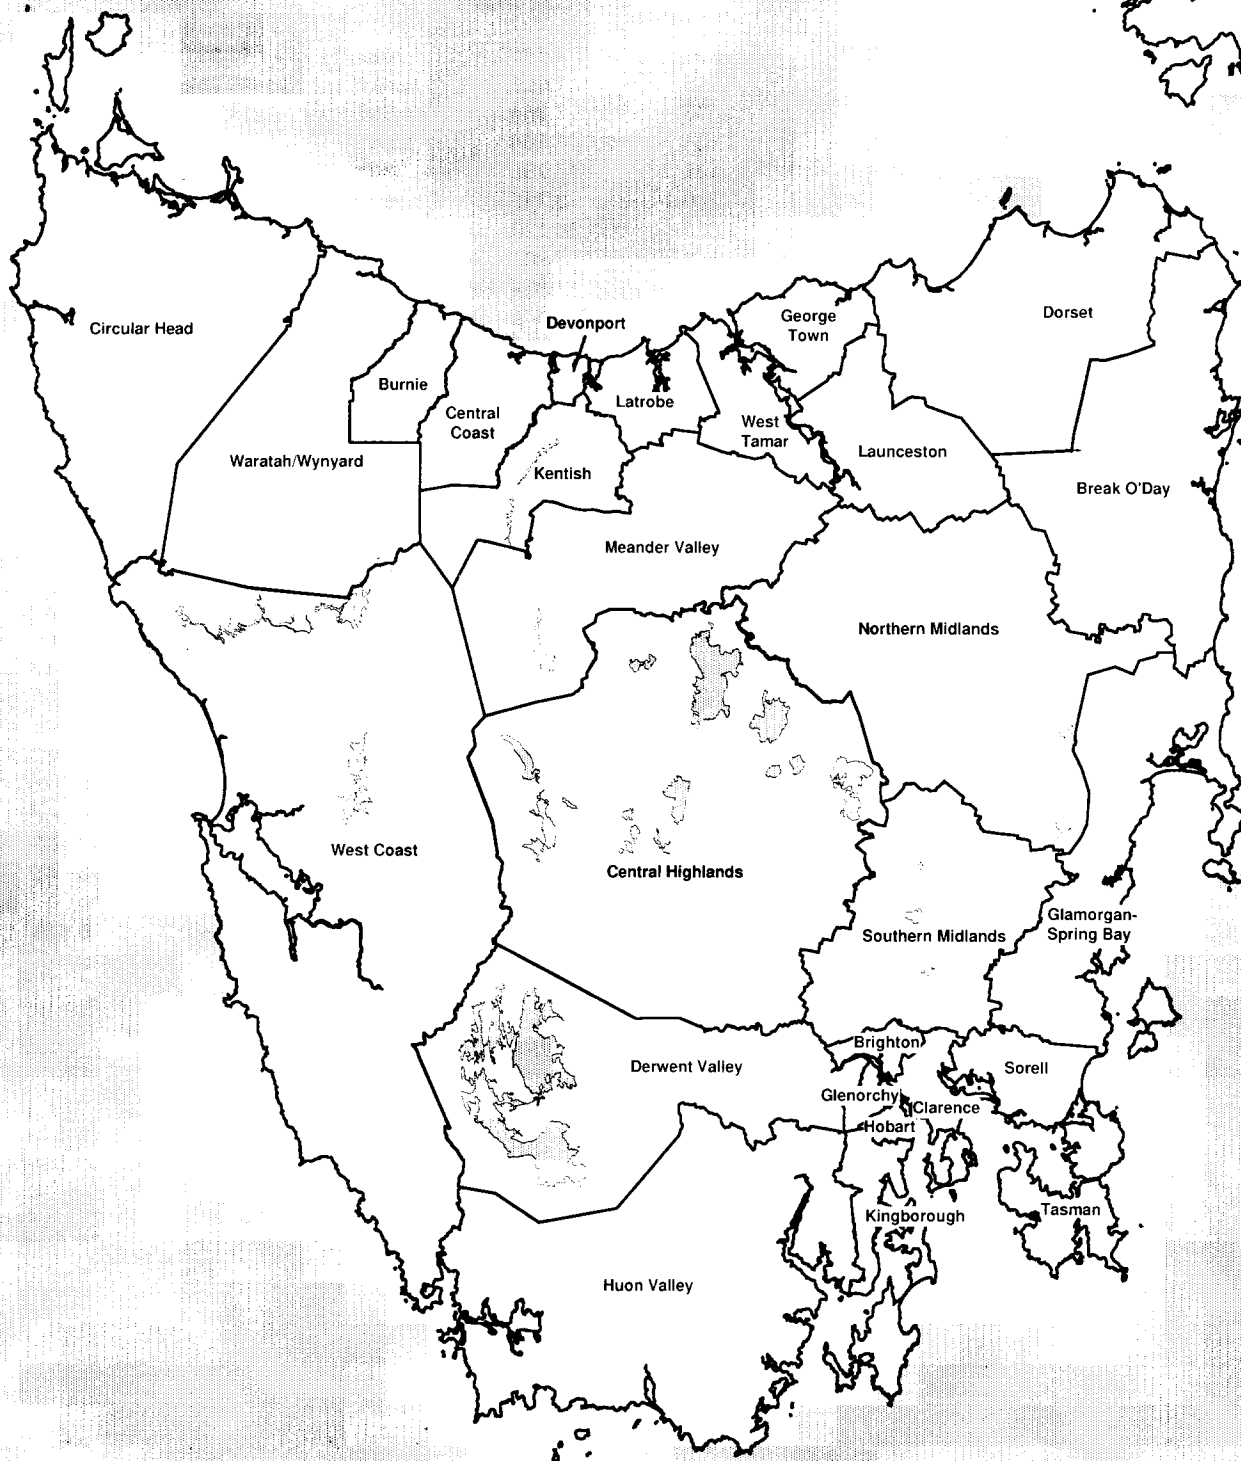 Circular Head
Devonport
George
Town
Dorset
Burnie
Latrobe
Central
Coast
West
Tamar
Launceston
Waratah/Wynyard
Kentish
Break O'Day
Meander Valley
Northern Midlands
West Coast
Central Highlands
Glamorgan-
Spring Bay
Southern Midlands
Brighton
Derwent Valley
Sorell
Glenorchy
Clarence
Hobart
Tasman
Kingborough
Huon Valley